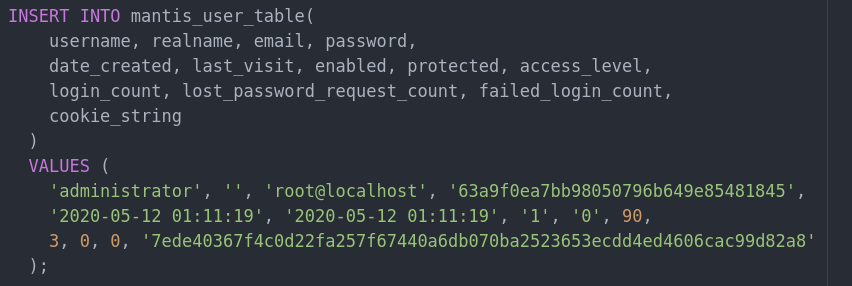 INSERT INTO mantis_user_table(
username, realname, email, password,
date_created, last_visit, enabled, protected, access_level,
login_count, lost_password_request_count, failed_login_count,
cookie_string
)
VALUES (
'administrator', '', 'root@localhost', '63a9f0ea7bb98050796b649e85481845',
'2020-05-12 01:11:19', '2020-05-12 01:11:19', '1', '0', 90,
3, 0, 0, '7ede40367f4c0d22fa257f67440a6db070ba2523653ecdd4ed4606cac99d82a8'
);